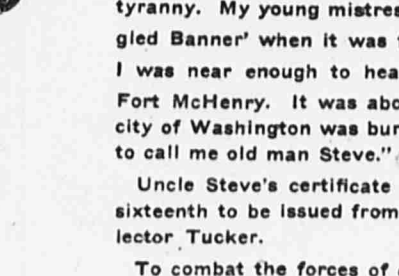 tyranny. My young mistres
gled Banner' when it was
I was near enough to hea
Fort McHenry. It was abo
city of Washington was bur
to call me old man Steve."
Uncle Steve's certificate
sixteenth to be issued from
lector Tucker.
To combat the forces of